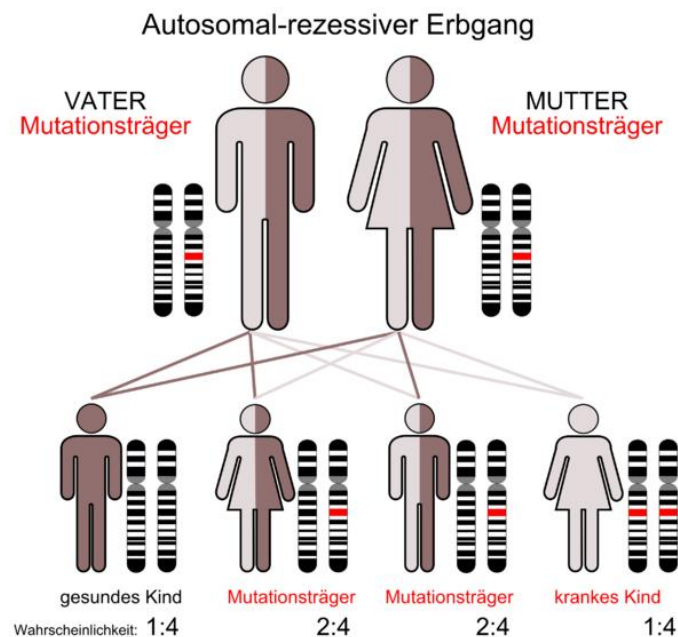 Autosomal-rezessiver Erbgang
VATER
Mutationsträger
MUTTER
Mutationsträger
gesundes Kind
Mutationsträger
Mutationsträger
krankes Kind
Wahrscheinlichkeit: 1:4
2:4
2:4
1:4